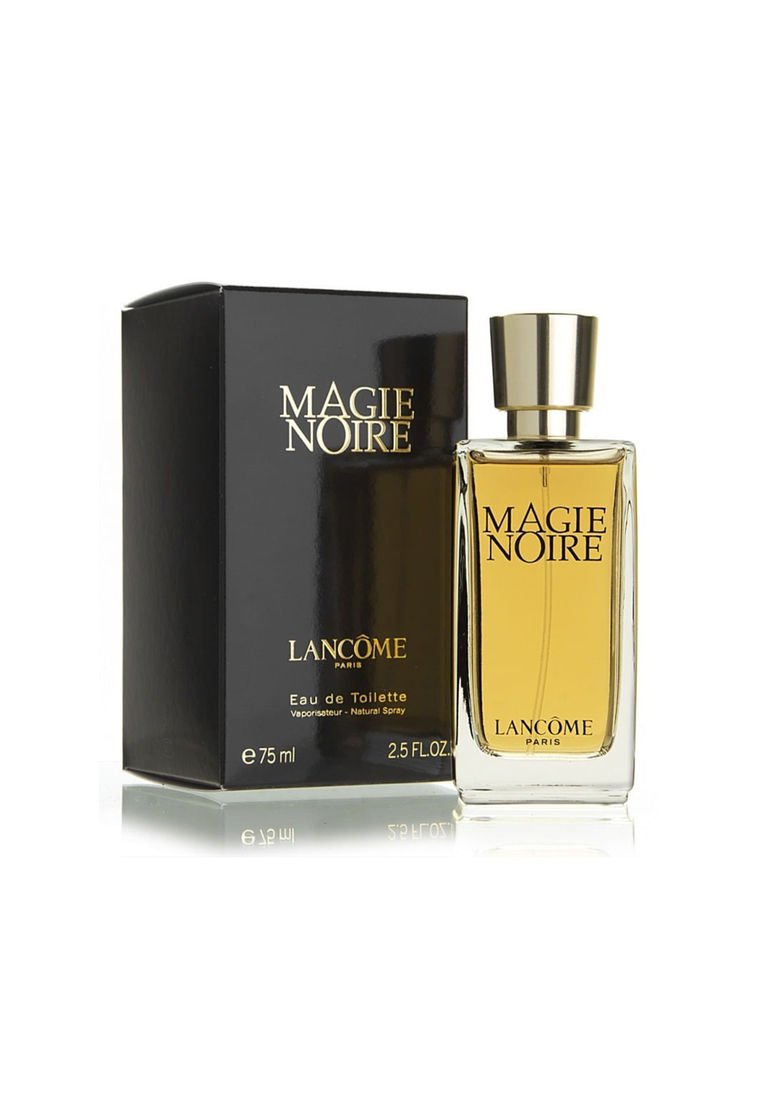 MAGIE
NOIRE
LANCÔME
PARIS
Eau de Toilette
Vaporisateur - Natural Spray
℮ 75 ml
2.5 FL.OZ.
MAGIE
NOIRE
LANCÔME
PARIS